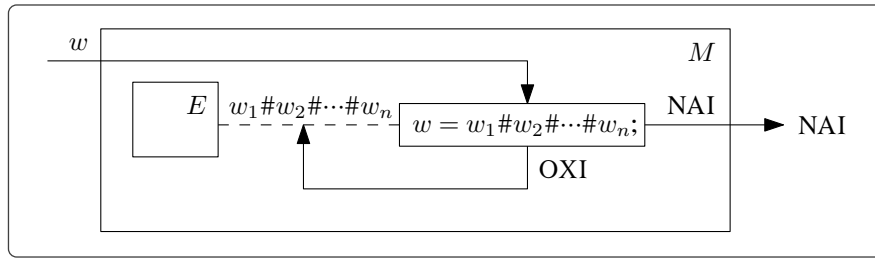 w
M
E
w₁#w₂#···#wₙ
w = w₁#w₂#···#wₙ;
NAI
NAI
OXI